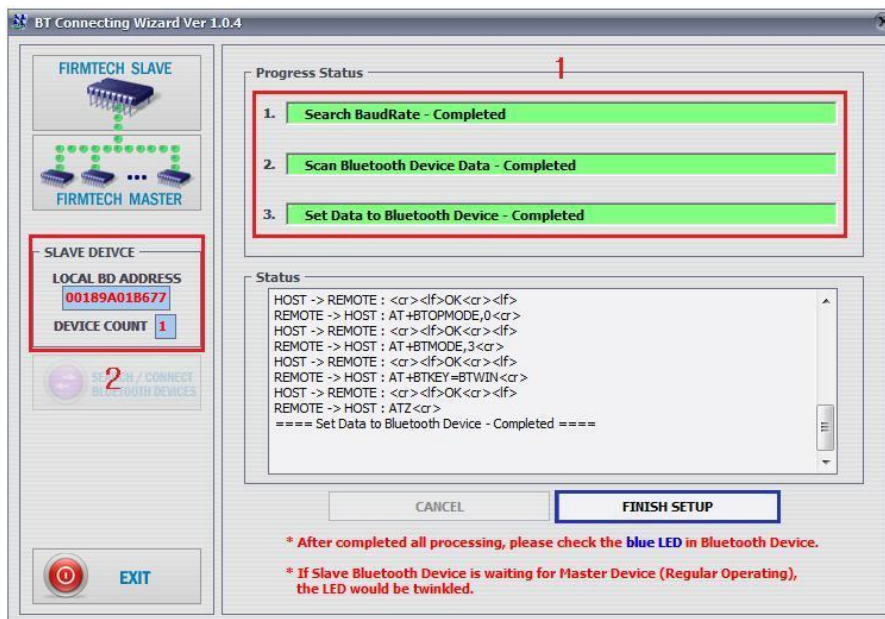 BT Connecting Wizard Ver 1.0.4
FIRMTECH SLAVE
FIRMTECH MASTER
SLAVE DEIVCE
LOCAL BD ADDRESS
00189A01B677
DEVICE COUNT 1
2
SEARCH / CONNECT
BLUETOOTH DEVICES
EXIT
Progress Status
1
1. Search BaudRate - Completed
2. Scan Bluetooth Device Data - Completed
3. Set Data to Bluetooth Device - Completed
Status
HOST -> REMOTE : <cr><lf>OK<cr><lf>
REMOTE -> HOST : AT+BTOPMODE,0<cr>
HOST -> REMOTE : <cr><lf>OK<cr><lf>
REMOTE -> HOST : AT+BTMODE,3<cr>
HOST -> REMOTE : <cr><lf>OK<cr><lf>
REMOTE -> HOST : AT+BTKEY=BTWIN<cr>
HOST -> REMOTE : <cr><lf>OK<cr><lf>
REMOTE -> HOST : ATZ<cr>
==== Set Data to Bluetooth Device - Completed ====
CANCEL
FINISH SETUP
* After completed all processing, please check the blue LED in Bluetooth Device.
* If Slave Bluetooth Device is waiting for Master Device (Regular Operating),
the LED would be twinkled.